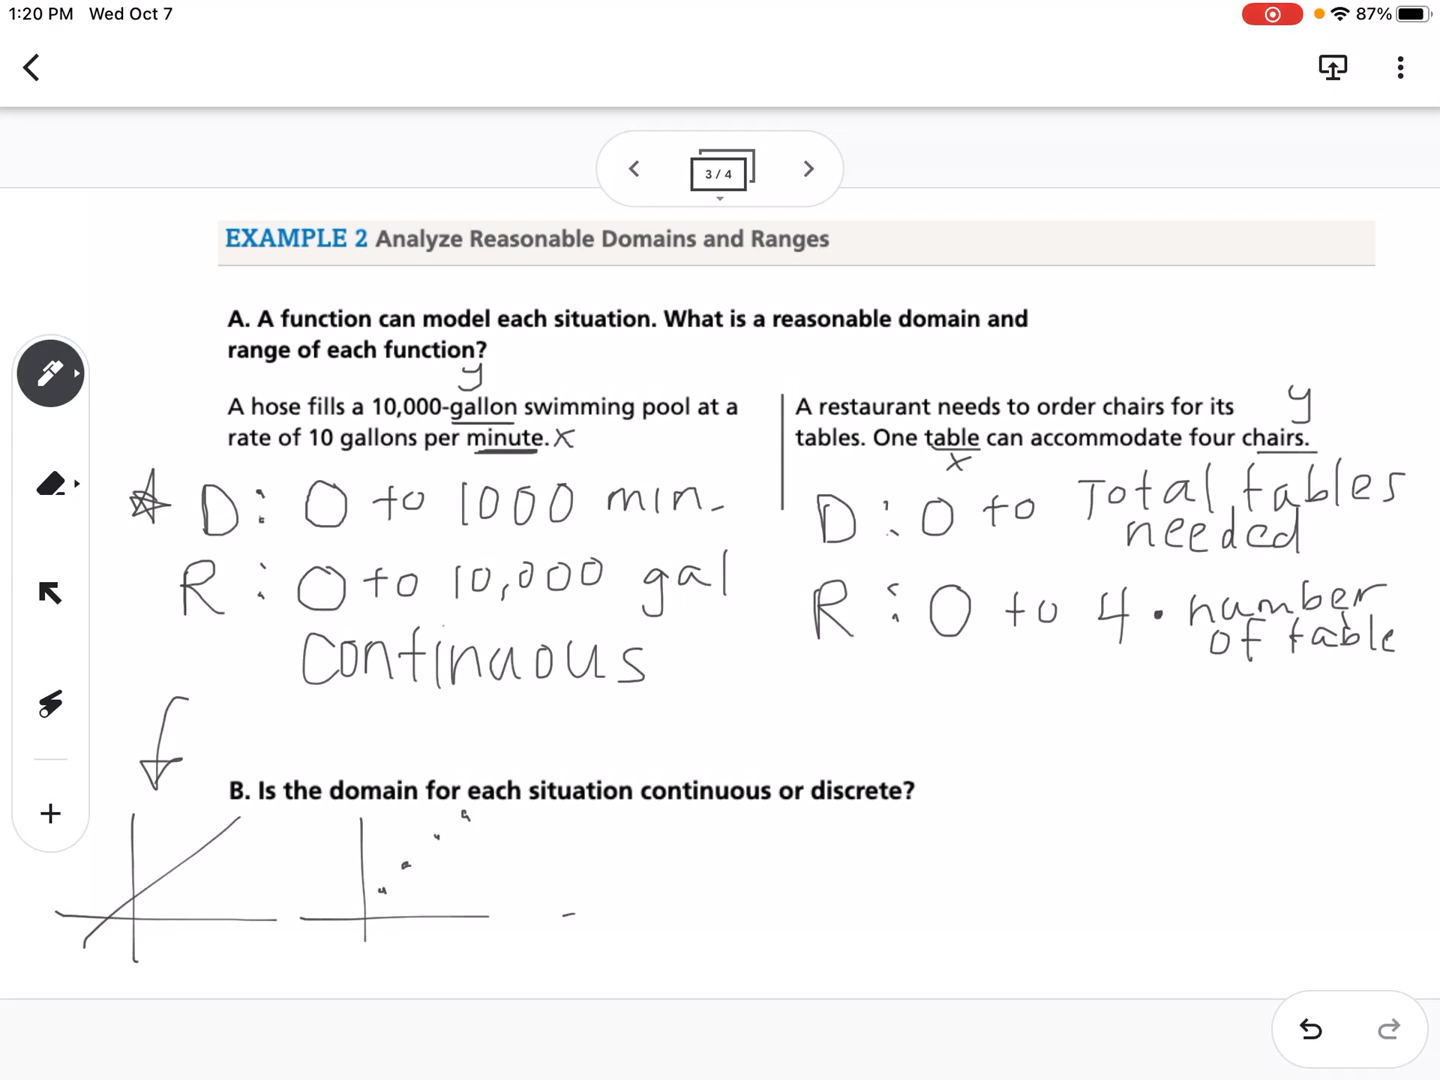 1:20 PM Wed Oct 7
87%
3 / 4
EXAMPLE 2 Analyze Reasonable Domains and Ranges
A. A function can model each situation. What is a reasonable domain and
range of each function?
y
A hose fills a 10,000-gallon swimming pool at a
rate of 10 gallons per minute. x
D: 0 to 1000 min.
R: 0 to 10,000 gal
Continuous
y
A restaurant needs to order chairs for its
tables. One table can accommodate four chairs.
x
D: 0 to Total tables
needed
R: 0 to 4 · number
of table
B. Is the domain for each situation continuous or discrete?